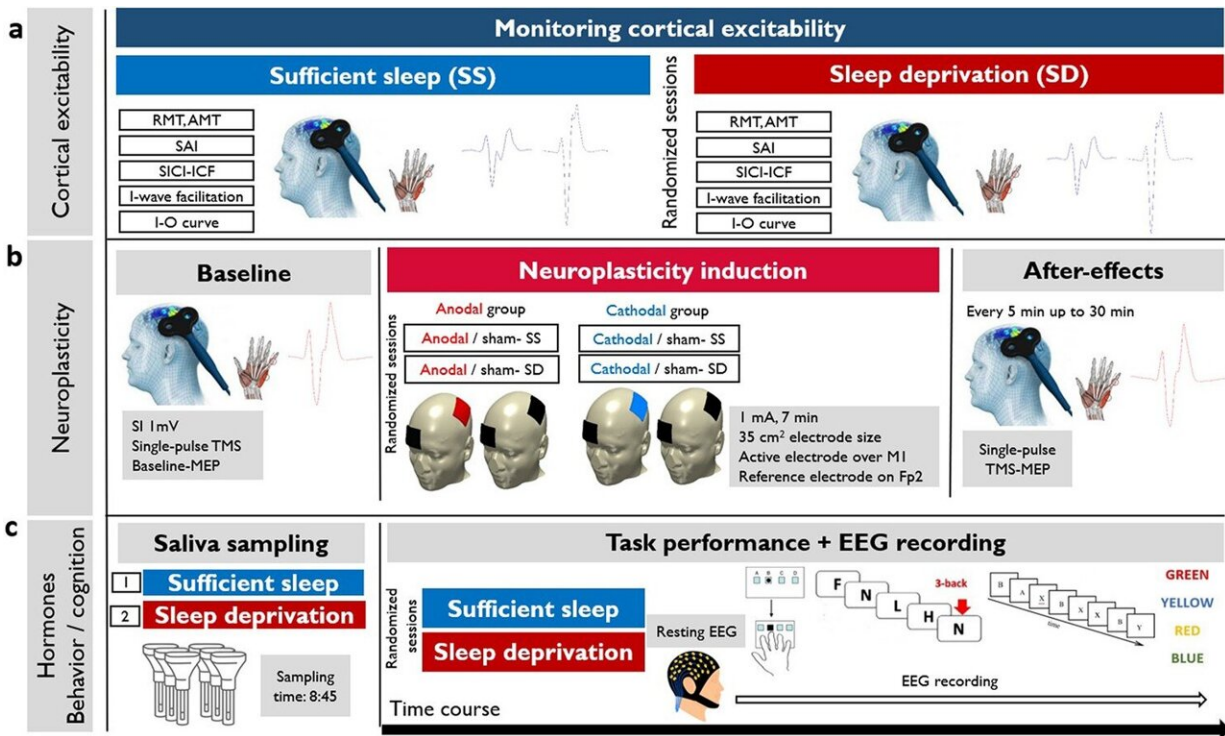 a
Cortical excitability
Monitoring cortical excitability
Sufficient sleep (SS)
RMT, AMT
SAI
SICI-ICF
I-wave facilitation
I-O curve
Randomized sessions
Sleep deprivation (SD)
RMT, AMT
SAI
SICI-ICF
I-wave facilitation
I-O curve
b
Neuroplasticity
Baseline
SI 1mV
Single-pulse TMS
Baseline-MEP
Neuroplasticity induction
Randomized sessions
Anodal group
Anodal / sham- SS
Anodal / sham- SD
Cathodal group
Cathodal / sham- SS
Cathodal / sham- SD
1 mA, 7 min
35 cm² electrode size
Active electrode over M1
Reference electrode on Fp2
After-effects
Every 5 min up to 30 min
Single-pulse
TMS-MEP
c
Hormones
Behavior / cognition
Saliva sampling
1 Sufficient sleep
2 Sleep deprivation
Sampling
time: 8:45
Task performance + EEG recording
Randomized
sessions
Sufficient sleep
Sleep deprivation
Resting EEG
A B C D
F N L H N
3-back
B A X B X X B Y
time
GREEN
YELLOW
RED
BLUE
EEG recording
Time course